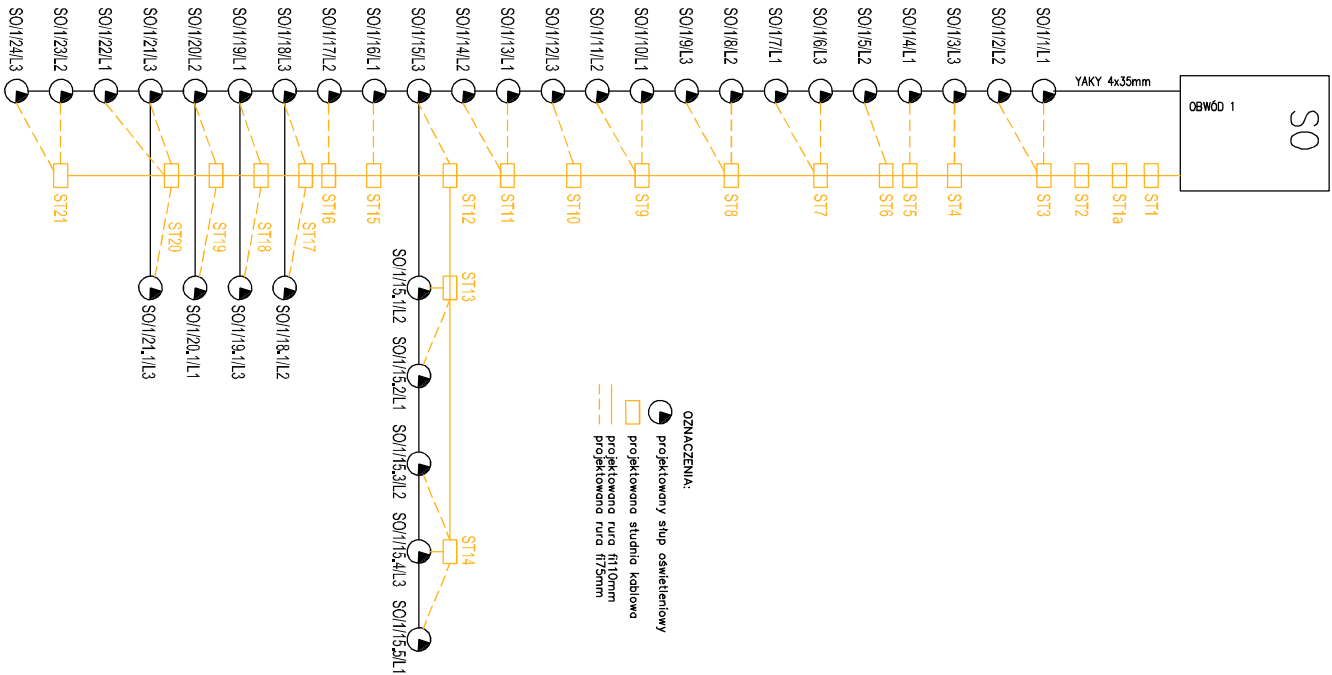 SO
OBWÓD 1
YAKY 4x35mm
SO/1/1/L1
SO/1/2/L2
SO/1/3/L3
SO/1/4/L1
SO/1/5/L2
SO/1/6/L3
SO/1/7/L1
SO/1/8/L2
SO/1/9/L3
SO/1/10/L1
SO/1/11/L2
SO/1/12/L3
SO/1/13/L1
SO/1/14/L2
SO/1/15/L3
SO/1/16/L1
SO/1/17/L2
SO/1/18/L3
SO/1/19/L1
SO/1/20/L2
SO/1/21/L3
SO/1/22/L1
SO/1/23/L2
SO/1/24/L3
ST1
ST1a
ST2
ST3
ST4
ST5
ST6
ST7
ST8
ST9
ST10
ST11
ST12
ST15
ST16
ST17
ST18
ST19
ST20
ST21
ST13
ST14
SO/1/18.1/L2
SO/1/19.1/L3
SO/1/20.1/L1
SO/1/21.1/L3
SO/1/15.1/L2
SO/1/15.2/L1
SO/1/15.3/L2
SO/1/15.4/L3
SO/1/15.5/L1
OZNACZENIA:
projektowany słup oświetleniowy
projektowana studnia kablowa
projektowana rura fi110mm
projektowana rura fi75mm